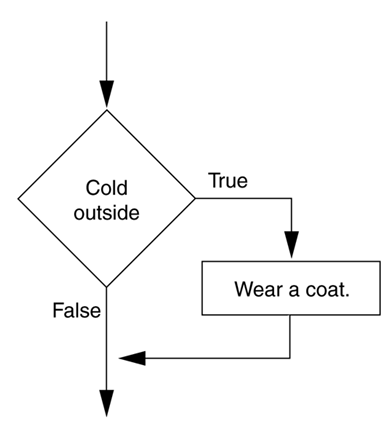 Cold
outside
True
Wear a coat.
False